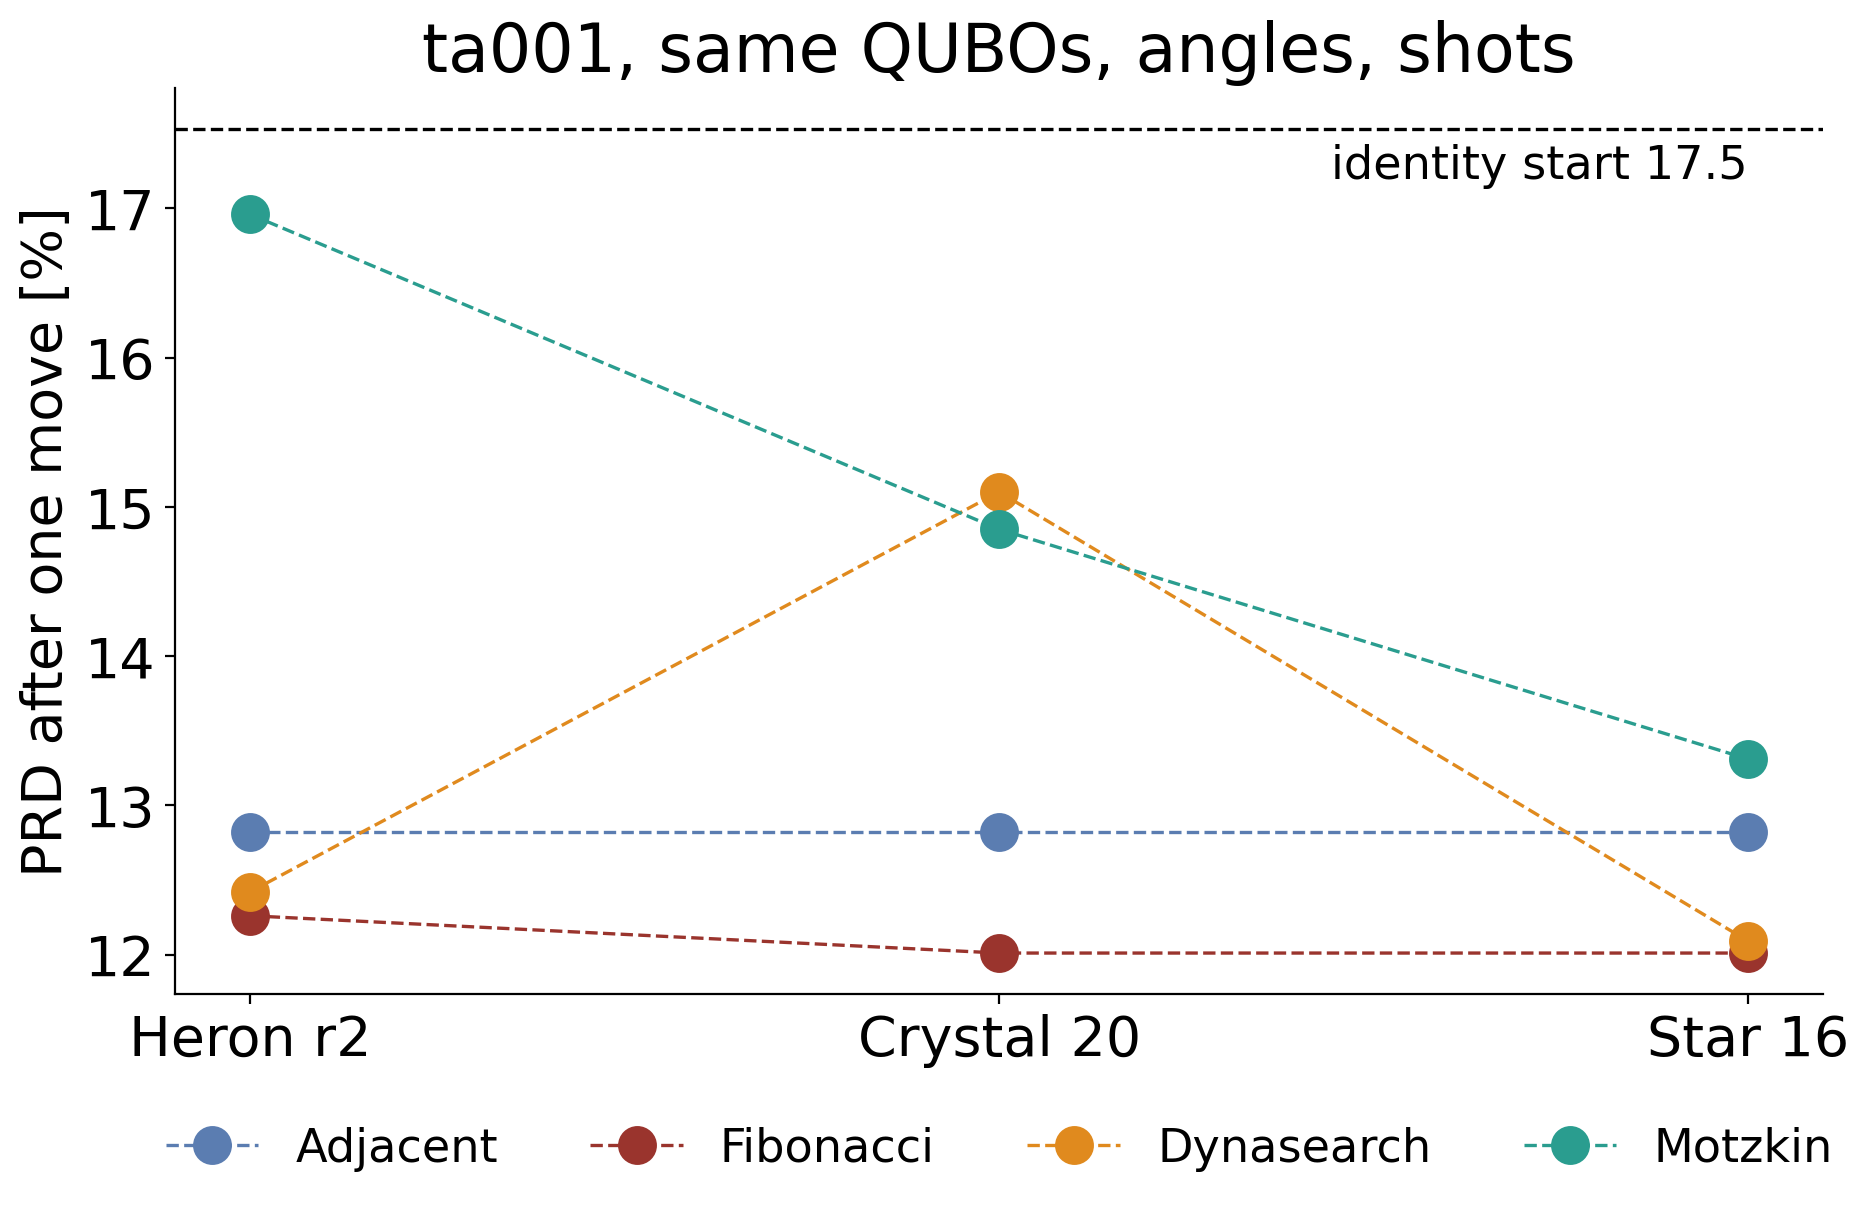 ta001, same QUBOs, angles, shots
identity start 17.5
PRD after one move [%]
17
16
15
14
13
12
Heron r2 Crystal 20 Star 16
Adjacent Fibonacci Dynasearch Motzkin